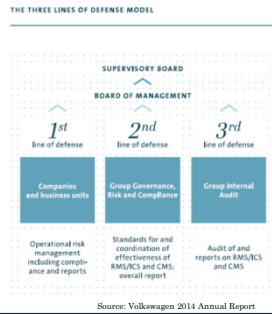 THE THREE LINES OF DEFENSE MODEL
SUPERVISORY BOARD
BOARD OF MANAGEMENT
1st
line of defense
2nd
line of defense
3rd
line of defense
Companies
and business units
Group Governance,
Risk and Compliance
Group Internal
Audit
Operational risk
management
including compli-
ance and reports
Standards for and
coordination of
effectiveness of
RMS/ICS and CMS;
overall report
Audit of and
reports on RMS/ICS
and CMS
Source: Volkswagen 2014 Annual Report